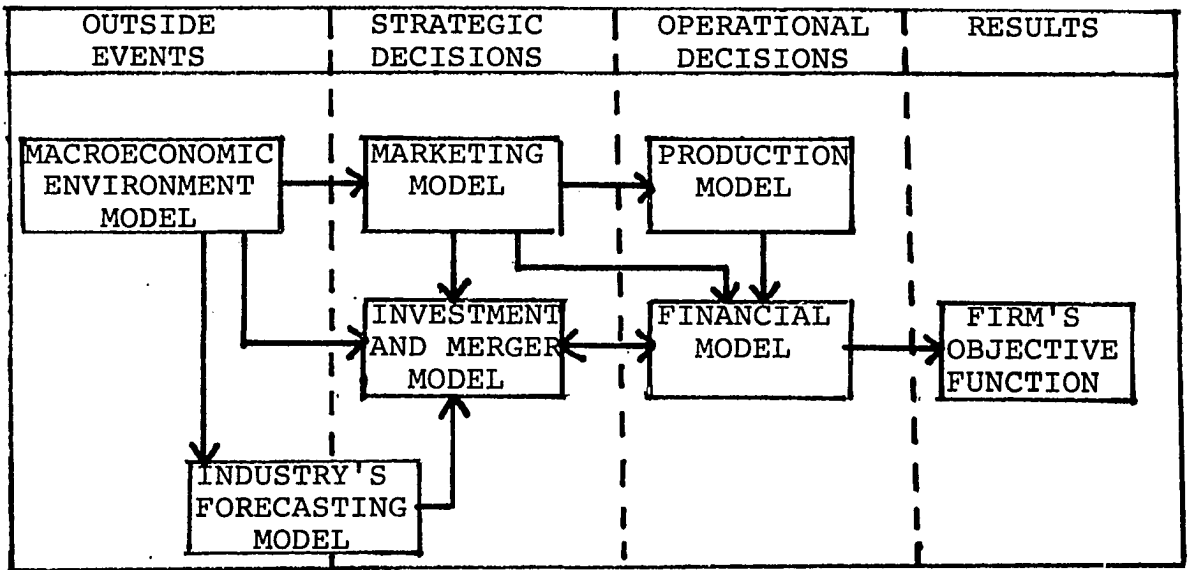 OUTSIDE
EVENTS
STRATEGIC
DECISIONS
OPERATIONAL
DECISIONS
RESULTS
MACROECONOMIC
ENVIRONMENT
MODEL
MARKETING
MODEL
PRODUCTION
MODEL
INVESTMENT
AND MERGER
MODEL
FINANCIAL
MODEL
FIRM'S
OBJECTIVE
FUNCTION
INDUSTRY'S
FORECASTING
MODEL